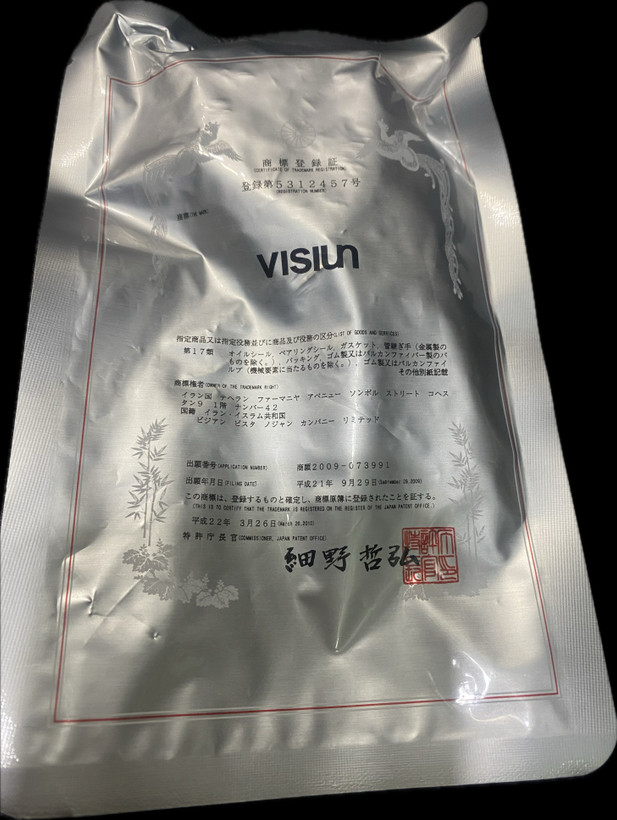 商標登録証
(CERTIFICATE OF TRADEMARK REGISTRATION)
登録第5312457号
(REGISTRATION NUMBER)
商標(THE MARK)
VISIUN
指定商品又は指定役務並びに商品及び役務の区分(LIST OF GOODS AND SERVICES)
第17類 オイルシール,ベアリングシール,ガスケット,管継ぎ手(金属製の
ものを除く。),パッキング,ゴム製又はバルカンファイバー製のバ
ルブ(機械要素に当たるものを除く。),ゴム製又はバルカンファイ
その他別紙記載
商標権者(OWNER OF THE TRADEMARK RIGHT)
イラン国 テヘラン ファーマニヤ アベニュー ソンボル ストリート コヘス
タン9 1階 ナンバー42
国籍 イラン・イスラム共和国
ビジアン ビスタ ノジャン カンパニー リミテッド
出願番号(APPLICATION NUMBER) 商願2009-073991
出願年月日(FILING DATE) 平成21年 9月29日(September 29,2009)
この商標は,登録するものと確定し,商標原簿に登録されたことを証する。
(THIS IS TO CERTIFY THAT THE TRADEMARK IS REGISTERED ON THE REGISTER OF THE JAPAN PATENT OFFICE.)
平成22年 3月26日(March 26,2010)
特許庁長官(COMMISSIONER, JAPAN PATENT OFFICE)
細野哲弘